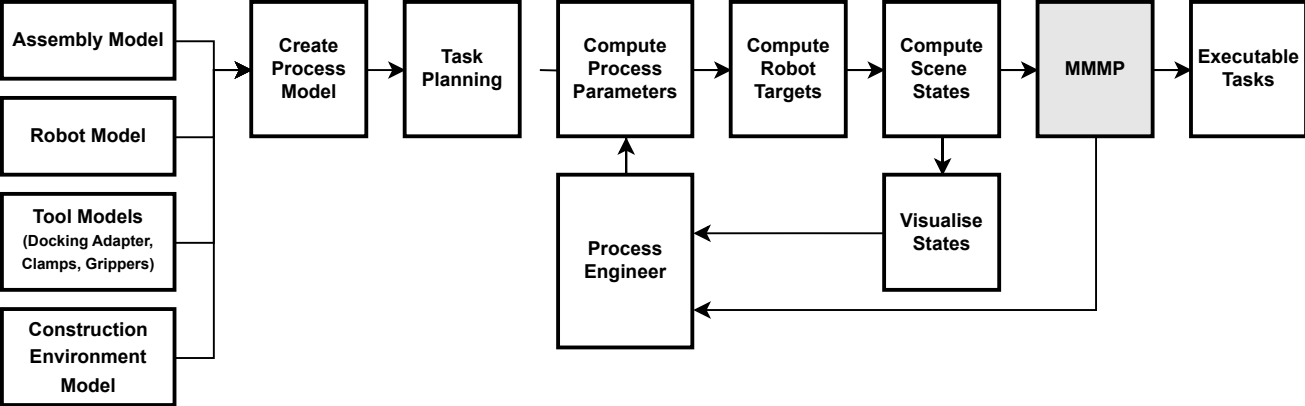 Assembly Model
Robot Model
Tool Models
(Docking Adapter,
Clamps, Grippers)
Construction
Environment
Model
Create
Process
Model
Task
Planning
Compute
Process
Parameters
Compute
Robot
Targets
Compute
Scene
States
MMMP
Executable
Tasks
Process
Engineer
Visualise
States